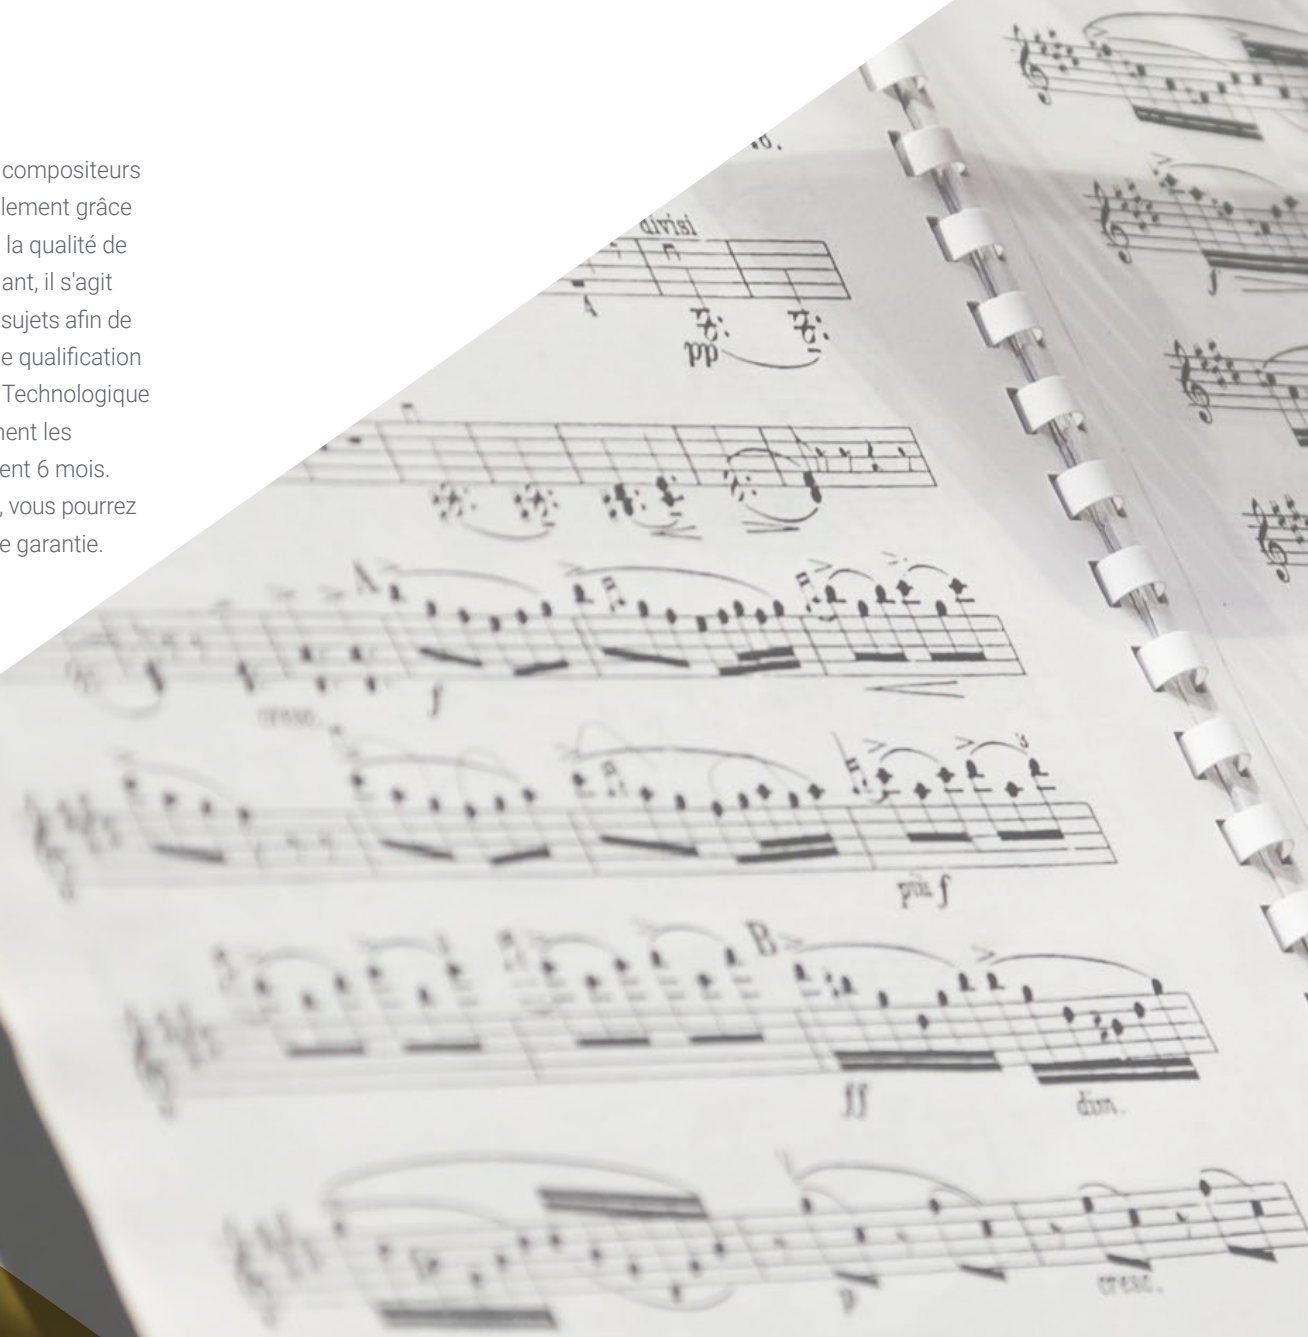 compositeurs
lement grâce
la qualité de
ant, il s'agit
sujets afin de
e qualification
Technologique
nent les
ent 6 mois.
, vous pourrez
e garantie.
divisi
A
pp
A
cresc.
f
più f
B
ff
dim.
p
cresc.
f